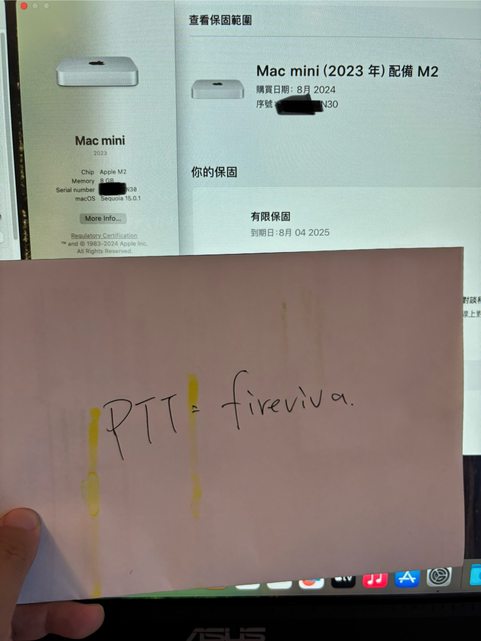 查看保固範圍
Mac mini (2023 年) 配備 M2
購買日期: 8月 2024
序號: N30
Mac mini
2023
Chip Apple M2
Memory 8 GB
Serial number N30
macOS Sequoia 15.0.1
More Info...
Regulatory Certification
™ and © 1983-2024 Apple Inc.
All Rights Reserved.
你的保固
有限保固
到期日: 8月 04 2025
PTT: fireviva.
tv
ASUS